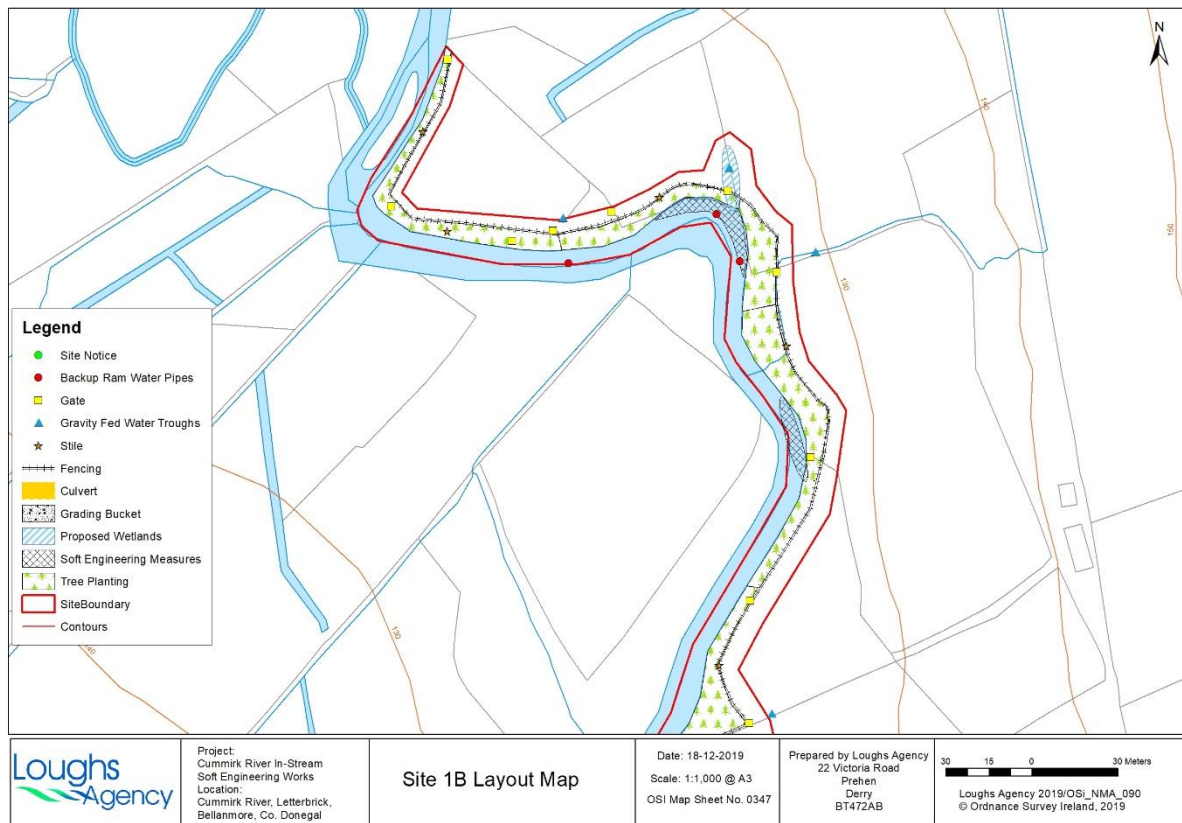 N
140
150
130
Legend
Site Notice
Backup Ram Water Pipes
Gate
Gravity Fed Water Troughs
Stile
Fencing
Culvert
Grading Bucket
Proposed Wetlands
Soft Engineering Measures
Tree Planting
SiteBoundary
Contours
140
130
Loughs
Agency
Project:
Cummirk River In-Stream
Soft Engineering Works
Location:
Cummirk River, Letterbrick,
Bellanmore, Co. Donegal
Site 1B Layout Map
Date: 18-12-2019
Scale: 1:1,000 @ A3
OSI Map Sheet No. 0347
Prepared by Loughs Agency
22 Victoria Road
Prehen
Derry
BT472AB
30 15 0 30 Meters
Loughs Agency 2019/OSi_NMA_090
© Ordnance Survey Ireland, 2019